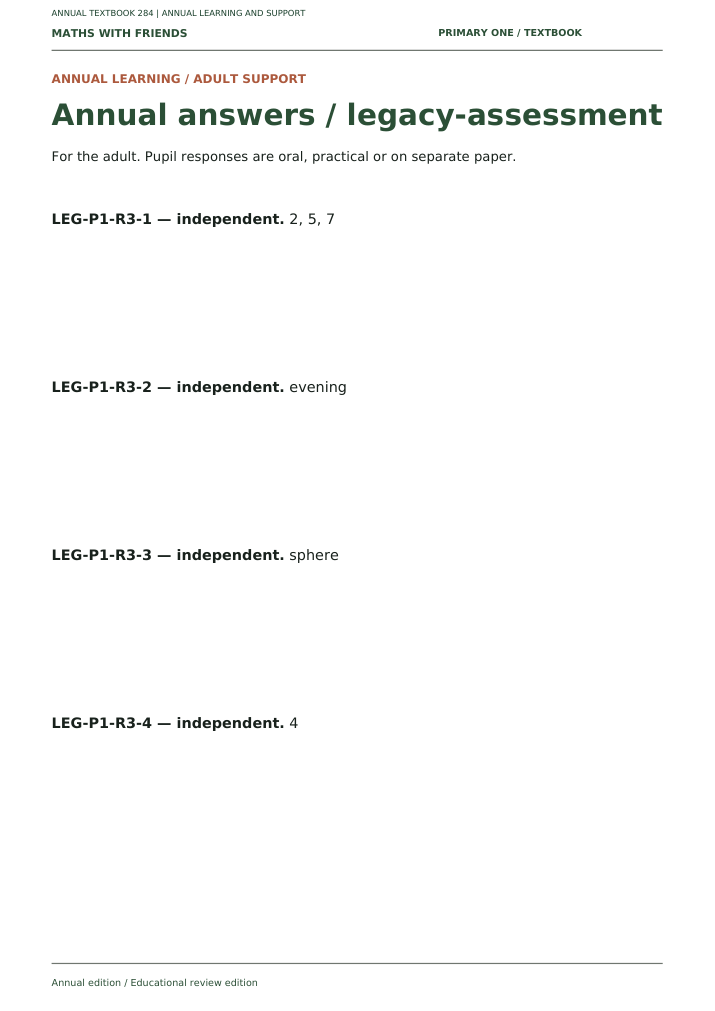 ANNUAL TEXTBOOK 284 | ANNUAL LEARNING AND SUPPORT
MATHS WITH FRIENDS
PRIMARY ONE / TEXTBOOK
ANNUAL LEARNING / ADULT SUPPORT
Annual answers / legacy-assessment
For the adult. Pupil responses are oral, practical or on separate paper.
LEG-P1-R3-1 — independent. 2, 5, 7
LEG-P1-R3-2 — independent. evening
LEG-P1-R3-3 — independent. sphere
LEG-P1-R3-4 — independent. 4
Annual edition / Educational review edition